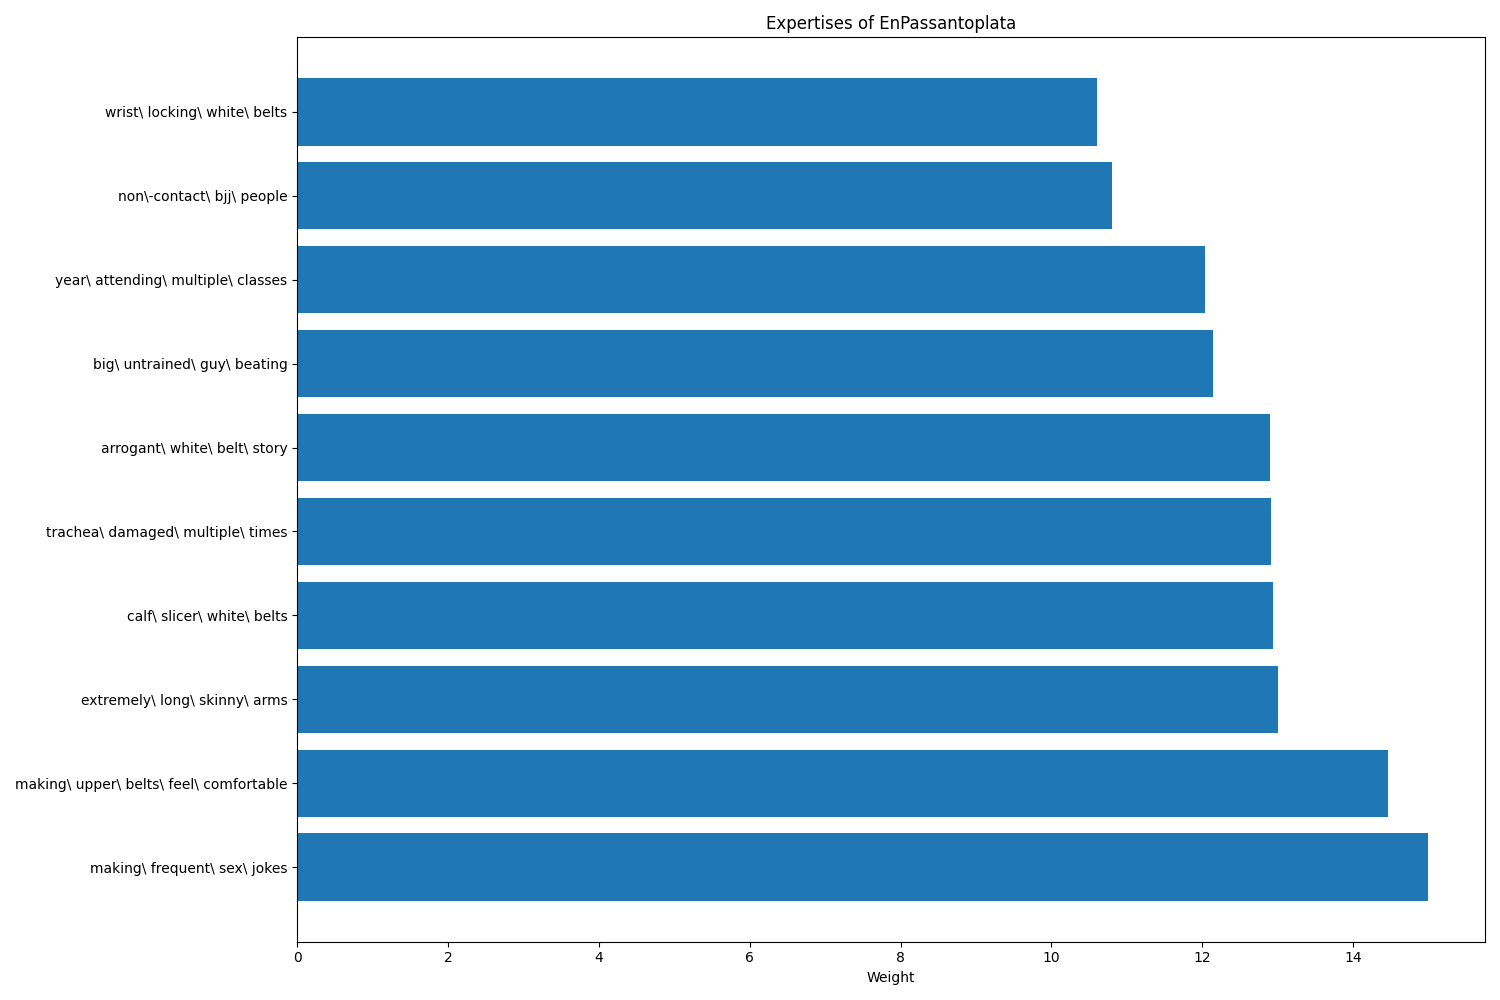 Expertises of EnPassantoplata
wrist\ locking\ white\ belts
non\-contact\ bjj\ people
year\ attending\ multiple\ classes
big\ untrained\ guy\ beating
arrogant\ white\ belt\ story
trachea\ damaged\ multiple\ times
calf\ slicer\ white\ belts
extremely\ long\ skinny\ arms
making\ upper\ belts\ feel\ comfortable
making\ frequent\ sex\ jokes
0 2 4 6 8 10 12 14
Weight